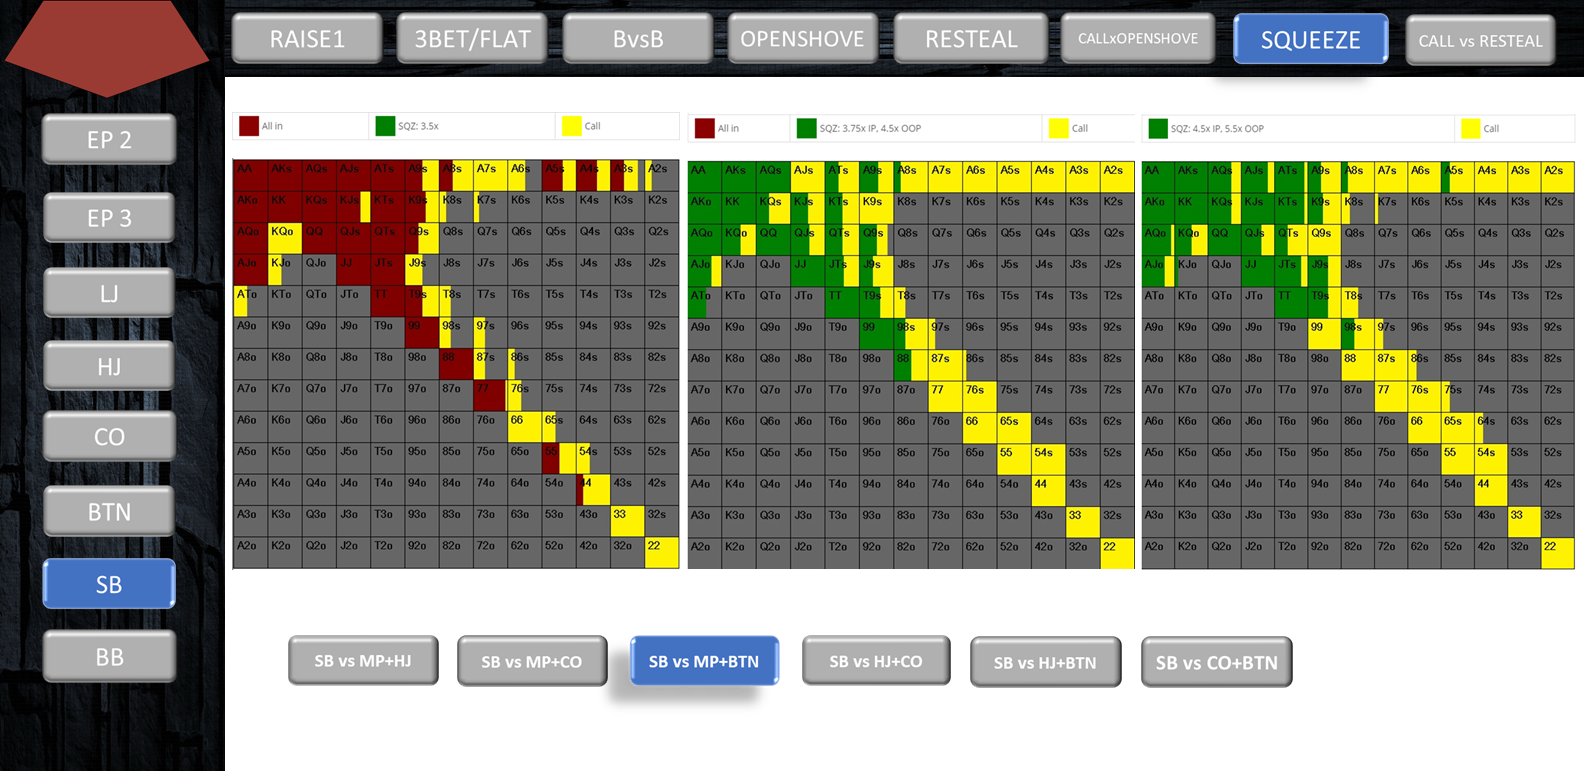 RAISE1 3BET/FLAT BvsB OPENSHOVE RESTEAL CALLxOPENSHOVE SQUEEZE CALL vs RESTEAL
EP 2
EP 3
LJ
HJ
CO
BTN
SB
BB
All in SQZ: 3.5x Call
AA AKs AQs AJs ATs A9s A8s A7s A6s A5s A4s A3s A2s
AKo KK KQs KJs KTs K9s K8s K7s K6s K5s K4s K3s K2s
AQo KQo QQ QJs QTs Q9s Q8s Q7s Q6s Q5s Q4s Q3s Q2s
AJo KJo QJo JJ JTs J9s J8s J7s J6s J5s J4s J3s J2s
ATo KTo QTo JTo TT T9s T8s T7s T6s T5s T4s T3s T2s
A9o K9o Q9o J9o T9o 99 98s 97s 96s 95s 94s 93s 92s
A8o K8o Q8o J8o T8o 98o 88 87s 86s 85s 84s 83s 82s
A7o K7o Q7o J7o T7o 97o 87o 77 76s 75s 74s 73s 72s
A6o K6o Q6o J6o T6o 96o 86o 76o 66 65s 64s 63s 62s
A5o K5o Q5o J5o T5o 95o 85o 75o 65o 55 54s 53s 52s
A4o K4o Q4o J4o T4o 94o 84o 74o 64o 54o 44 43s 42s
A3o K3o Q3o J3o T3o 93o 83o 73o 63o 53o 43o 33 32s
A2o K2o Q2o J2o T2o 92o 82o 72o 62o 52o 42o 32o 22
All in SQZ: 3.75x IP, 4.5x OOP Call
AA AKs AQs AJs ATs A9s A8s A7s A6s A5s A4s A3s A2s
AKo KK KQs KJs KTs K9s K8s K7s K6s K5s K4s K3s K2s
AQo KQo QQ QJs QTs Q9s Q8s Q7s Q6s Q5s Q4s Q3s Q2s
AJo KJo QJo JJ JTs J9s J8s J7s J6s J5s J4s J3s J2s
ATo KTo QTo JTo TT T9s T8s T7s T6s T5s T4s T3s T2s
A9o K9o Q9o J9o T9o 99 98s 97s 96s 95s 94s 93s 92s
A8o K8o Q8o J8o T8o 98o 88 87s 86s 85s 84s 83s 82s
A7o K7o Q7o J7o T7o 97o 87o 77 76s 75s 74s 73s 72s
A6o K6o Q6o J6o T6o 96o 86o 76o 66 65s 64s 63s 62s
A5o K5o Q5o J5o T5o 95o 85o 75o 65o 55 54s 53s 52s
A4o K4o Q4o J4o T4o 94o 84o 74o 64o 54o 44 43s 42s
A3o K3o Q3o J3o T3o 93o 83o 73o 63o 53o 43o 33 32s
A2o K2o Q2o J2o T2o 92o 82o 72o 62o 52o 42o 32o 22
SQZ: 4.5x IP, 5.5x OOP Call
AA AKs AQs AJs ATs A9s A8s A7s A6s A5s A4s A3s A2s
AKo KK KQs KJs KTs K9s K8s K7s K6s K5s K4s K3s K2s
AQo KQo QQ QJs QTs Q9s Q8s Q7s Q6s Q5s Q4s Q3s Q2s
AJo KJo QJo JJ JTs J9s J8s J7s J6s J5s J4s J3s J2s
ATo KTo QTo JTo TT T9s T8s T7s T6s T5s T4s T3s T2s
A9o K9o Q9o J9o T9o 99 98s 97s 96s 95s 94s 93s 92s
A8o K8o Q8o J8o T8o 98o 88 87s 86s 85s 84s 83s 82s
A7o K7o Q7o J7o T7o 97o 87o 77 76s 75s 74s 73s 72s
A6o K6o Q6o J6o T6o 96o 86o 76o 66 65s 64s 63s 62s
A5o K5o Q5o J5o T5o 95o 85o 75o 65o 55 54s 53s 52s
A4o K4o Q4o J4o T4o 94o 84o 74o 64o 54o 44 43s 42s
A3o K3o Q3o J3o T3o 93o 83o 73o 63o 53o 43o 33 32s
A2o K2o Q2o J2o T2o 92o 82o 72o 62o 52o 42o 32o 22
SB vs MP+HJ SB vs MP+CO SB vs MP+BTN SB vs HJ+CO SB vs HJ+BTN SB vs CO+BTN